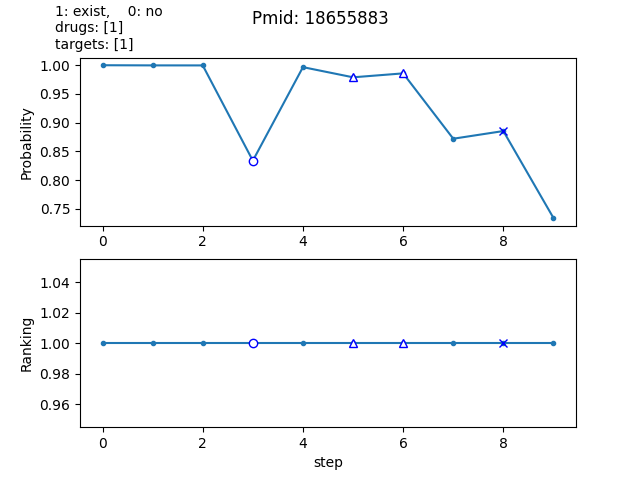 1: exist,    0: no
drugs: [1]
targets: [1]
Pmid: 18655883
Probability
1.00
0.95
0.90
0.85
0.80
0.75
0 2 4 6 8
Ranking
1.04
1.02
1.00
0.98
0.96
0 2 4 6 8
step